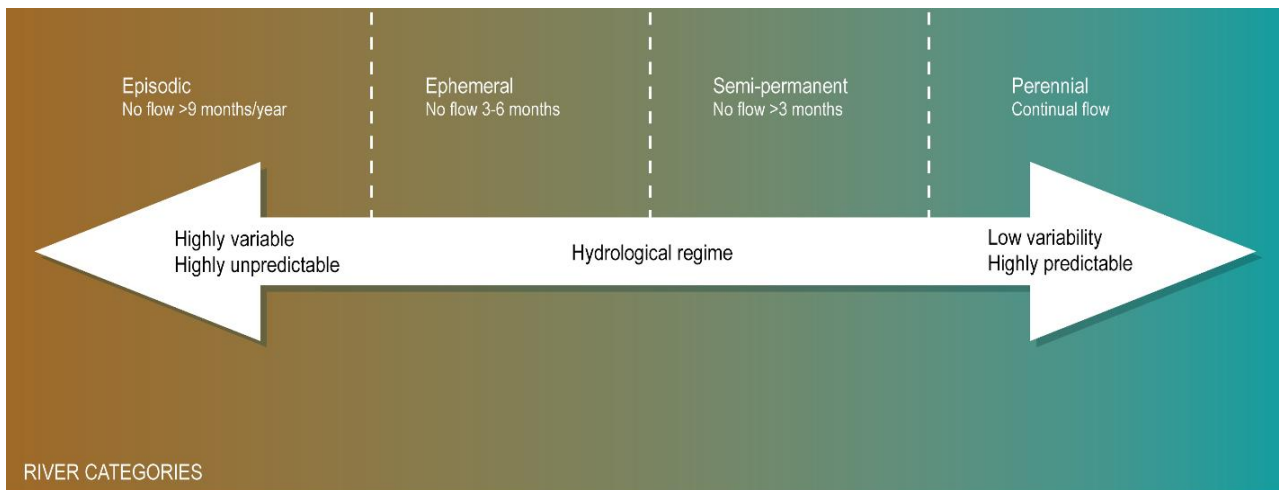 Episodic
No flow >9 months/year
Ephemeral
No flow 3-6 months
Semi-permanent
No flow >3 months
Perennial
Continual flow
Highly variable
Highly unpredictable
Hydrological regime
Low variability
Highly predictable
RIVER CATEGORIES